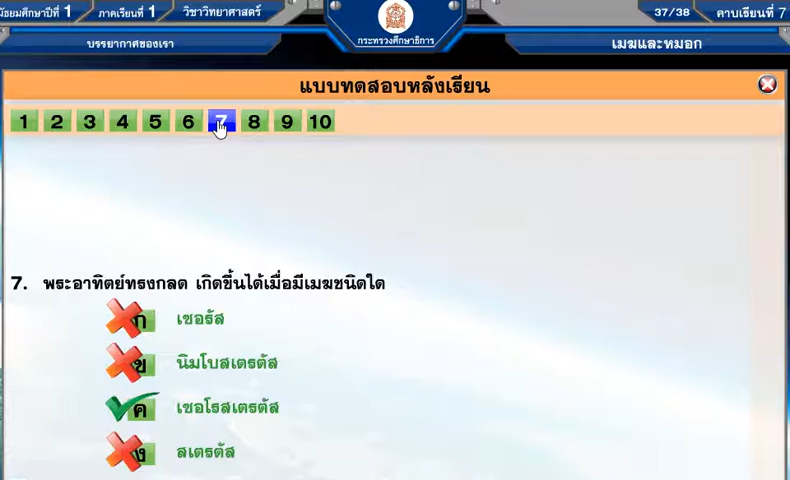 มัธยมศึกษาปีที่ 1 ภาคเรียนที่ 1 วิชาวิทยาศาสตร์ 37/38 คาบเรียนที่ 7
บรรยากาศของเรา กระทรวงศึกษาธิการ เมฆและหมอก
แบบทดสอบหลังเรียน
1 2 3 4 5 6 7 8 9 10
7. พระอาทิตย์ทรงกลด เกิดขึ้นได้เมื่อมีเมฆชนิดใด
ก เซอรัส
ข นิมโบสเตรตัส
ค เซอโรสเตรตัส
ง สเตรตัส